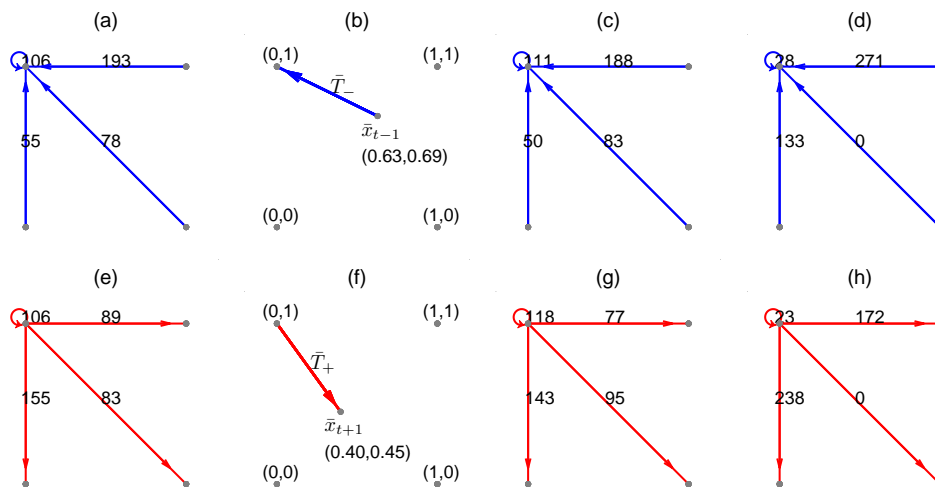 (a) (b) (c) (d)
106 193 (0,1) (1,1) 111 188 28 271
T̄₋
55 78 x̄ₜ₋₁ 50 83 133 0
(0.63,0.69)
(0,0) (1,0)
(e) (f) (g) (h)
106 89 (0,1) (1,1) 118 77 23 172
T̄₊
155 83 143 95 238 0
x̄ₜ₊₁
(0.40,0.45)
(0,0) (1,0)